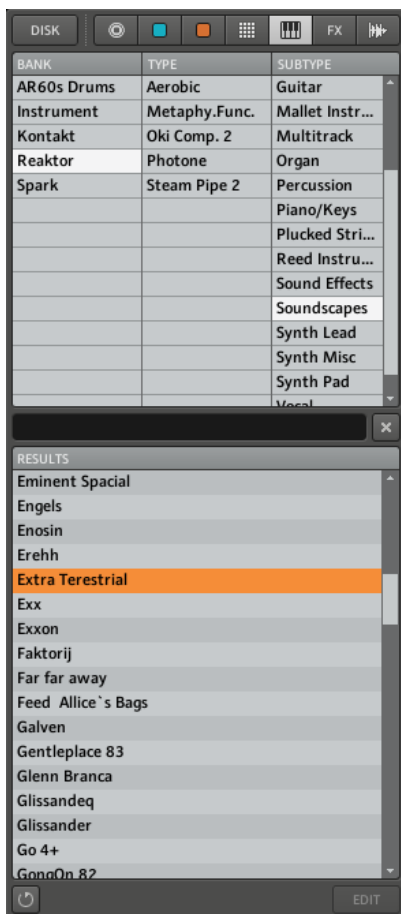 DISK FX
BANK TYPE SUBTYPE
AR60s Drums Aerobic Guitar
Instrument Metaphy.Func. Mallet Instr...
Kontakt Oki Comp. 2 Multitrack
Reaktor Photone Organ
Spark Steam Pipe 2 Percussion
Piano/Keys
Plucked Stri...
Reed Instru...
Sound Effects
Soundscapes
Synth Lead
Synth Misc
Synth Pad
Vocal
RESULTS
Eminent Spacial
Engels
Enosin
Erehh
Extra Terestrial
Exx
Exxon
Faktorij
Far far away
Feed Allice`s Bags
Galven
Gentleplace 83
Glenn Branca
Glissandeq
Glissander
Go 4+
GongOn 82
EDIT